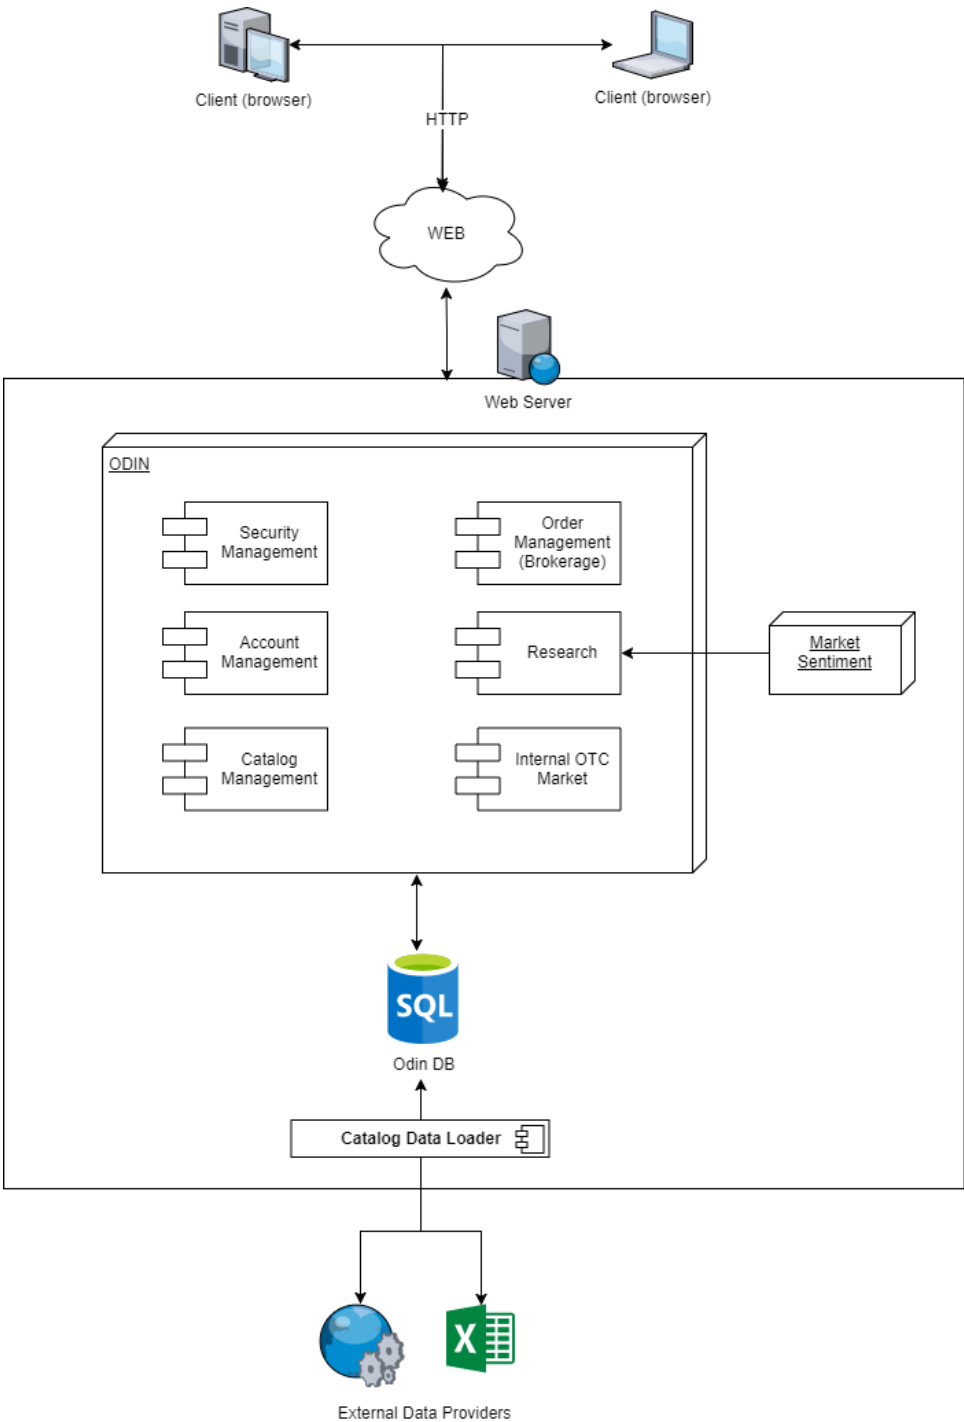 Client (browser)
Client (browser)
HTTP
WEB
Web Server
ODIN
Security
Management
Order
Management
(Brokerage)
Account
Management
Research
Market
Sentiment
Catalog
Management
Internal OTC
Market
SQL
Odin DB
Catalog Data Loader
X
External Data Providers